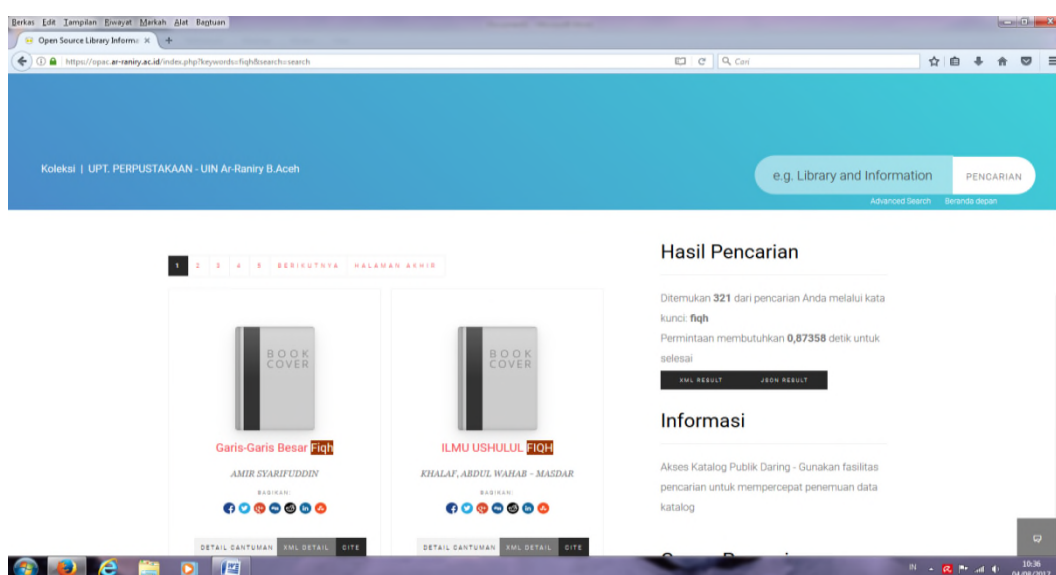 Berkas Edit Tampilan Riwayat Markah Alat Bantuan
Open Source Library Informa × +
https://opac.ar-raniry.ac.id/index.php?keywords=fiqh&search=search
Cari
Koleksi | UPT. PERPUSTAKAAN - UIN Ar-Raniry B.Aceh
e.g. Library and Information PENCARIAN
Advanced Search Beranda depan
1 2 3 4 5 BERIKUTNYA HALAMAN AKHIR
BOOK COVER
Garis-Garis Besar Fiqh
AMIR SYARIFUDDIN
BAGIKAN:
DETAIL CANTUMAN XML DETAIL CITE
BOOK COVER
ILMU USHULUL FIQH
KHALAF, ABDUL WAHAB - MASDAR
BAGIKAN:
DETAIL CANTUMAN XML DETAIL CITE
Hasil Pencarian
Ditemukan 321 dari pencarian Anda melalui kata
kunci: fiqh
Permintaan membutuhkan 0,87358 detik untuk
selesai
XML RESULT JSON RESULT
Informasi
Akses Katalog Publik Daring - Gunakan fasilitas
pencarian untuk mempercepat penemuan data
katalog
IN 10:36
04/08/2017